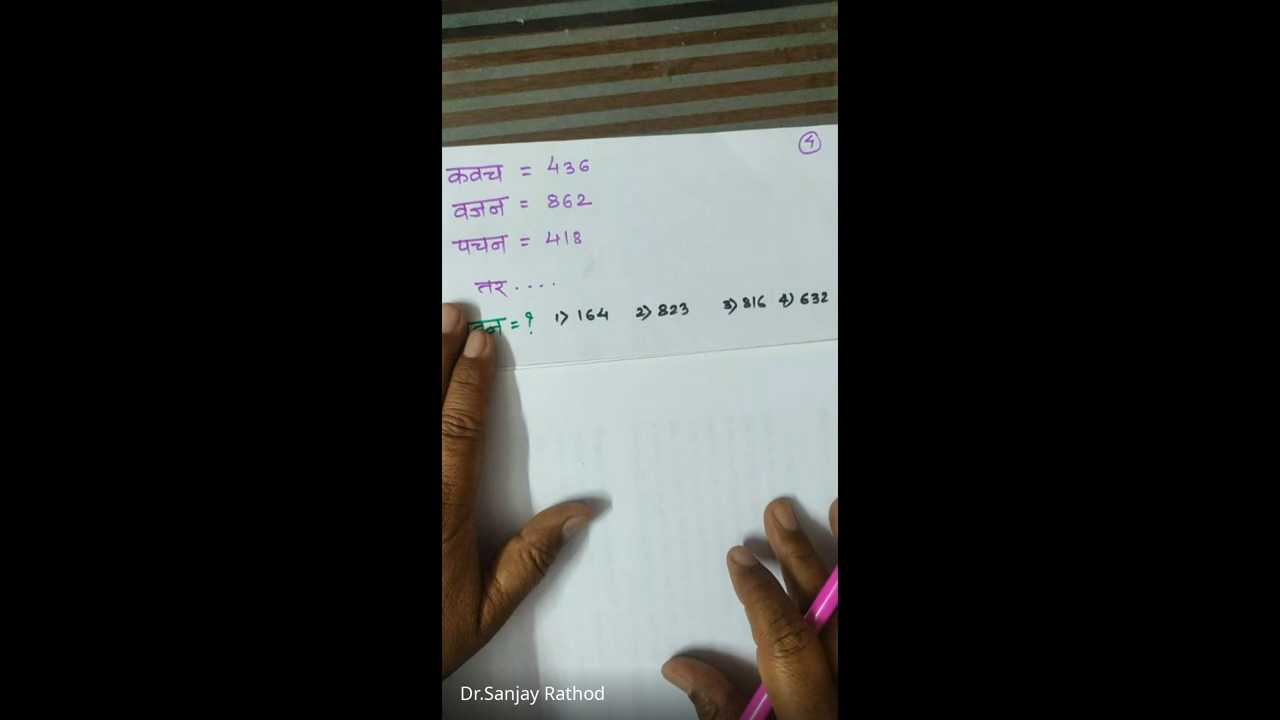 4
कवच = 436
वजन = 862
पचन = 418
तर ....
= ? 1) 164 2) 823 3) 816 4) 632
Dr.Sanjay Rathod